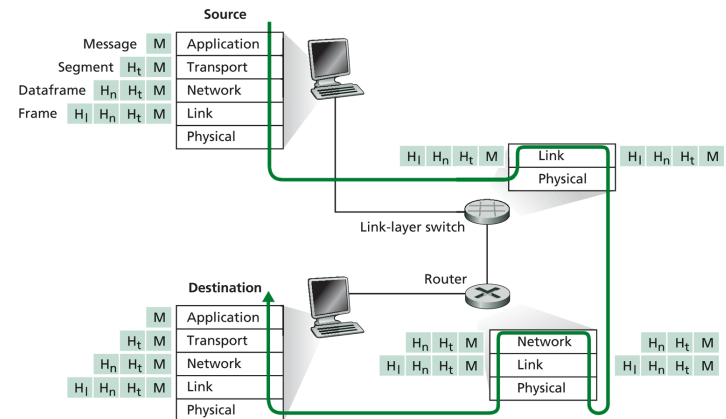 Source
Message M Application
Segment Ht M Transport
Dataframe Hn Ht M Network
Frame Hl Hn Ht M Link
Physical
Hl Hn Ht M Link Hl Hn Ht M
Physical
Link-layer switch
Router
Destination
M Application
Ht M Transport
Hn Ht M Network
Hl Hn Ht M Link
Physical
Hn Ht M Network Hn Ht M
Hl Hn Ht M Link Hl Hn Ht M
Physical